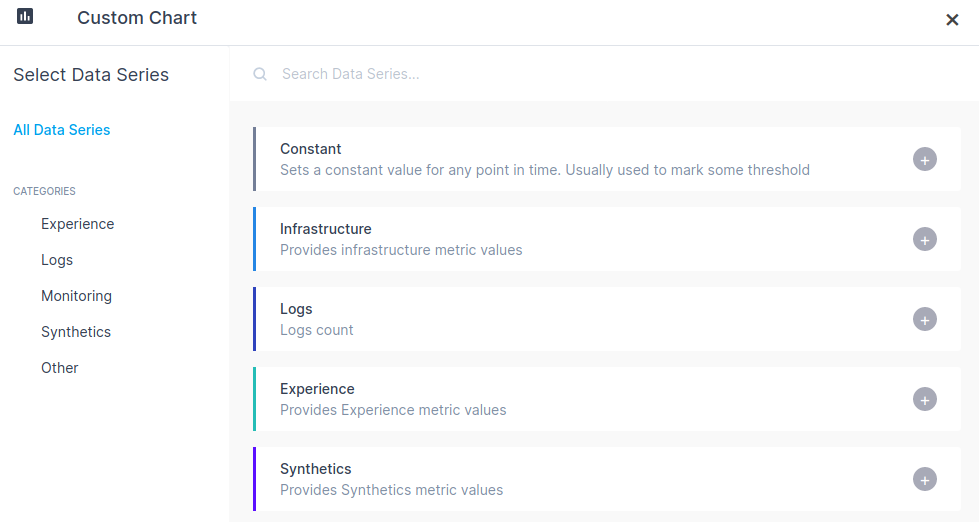 Custom Chart
Select Data Series
All Data Series
CATEGORIES
Experience
Logs
Monitoring
Synthetics
Other
Search Data Series...
Constant
Sets a constant value for any point in time. Usually used to mark some threshold
Infrastructure
Provides infrastructure metric values
Logs
Logs count
Experience
Provides Experience metric values
Synthetics
Provides Synthetics metric values